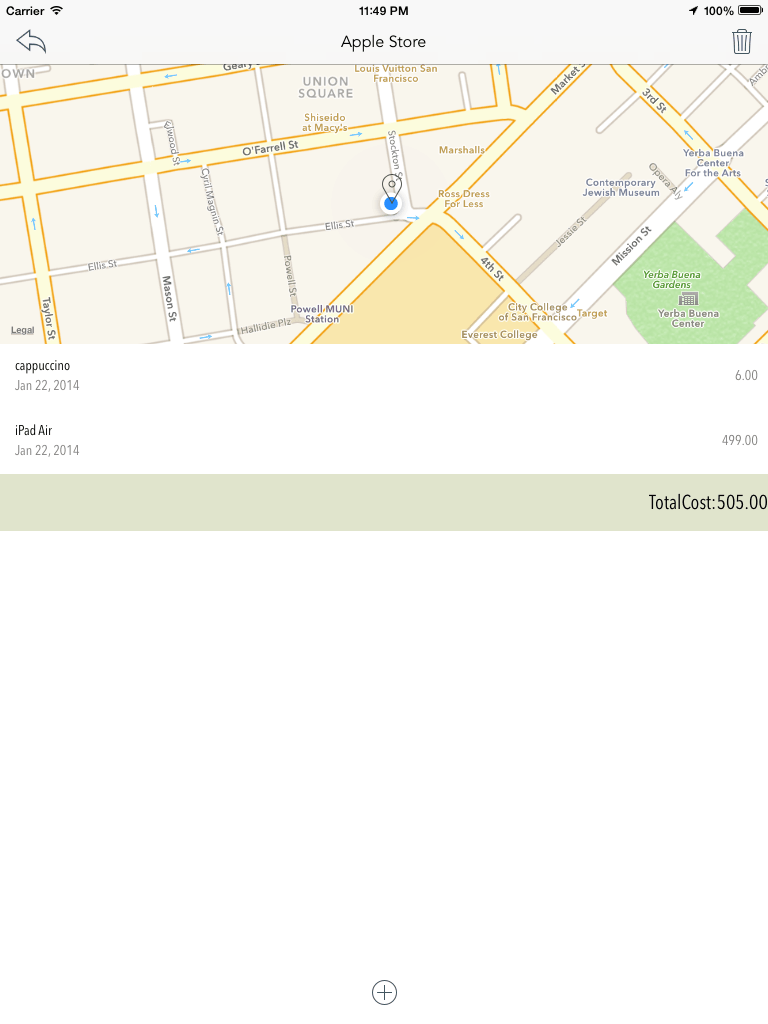 Carrier 11:49 PM 100%
Apple Store
OWN
Geary
UNION
SQUARE
Louis Vuitton San
Francisco
Market S
3rd St
Shiseido
at Macy's
Elwood St
O'Farrell St
Stockton S
Marshalls
Yerba Buena
Center
For the Arts
Cyril Magnin St
Contemporary
Jewish Museum
Opera Aly
Ross Dress
For Less
Ellis St
Ellis St
Jessie St
Mission St
4th St
Powell St
Mason St
Taylor St
Yerba Buena
Gardens
Yerba Buena
Center
Powell MUNI
Station
City College
of San Francisco
Target
Hallidie Plz
Everest College
Legal
cappuccino
Jan 22, 2014
6.00
iPad Air
Jan 22, 2014
499.00
TotalCost:505.00